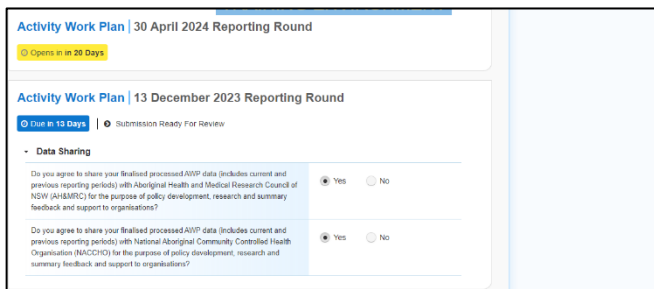 Activity Work Plan | 30 April 2024 Reporting Round
Opens in in 20 Days
Activity Work Plan | 13 December 2023 Reporting Round
Due in 13 Days | Submission Ready For Review
Data Sharing
Do you agree to share your finalised processed AWP data (includes current and
previous reporting periods) with Aboriginal Health and Medical Research Council of
NSW (AH&MRC) for the purpose of policy development, research and summary
feedback and support to organisations?
Yes No
Do you agree to share your finalised processed AWP data (includes current and
previous reporting periods) with National Aboriginal Community Controlled Health
Organisation (NACCHO) for the purpose of policy development, research and
summary feedback and support to organisations?
Yes No